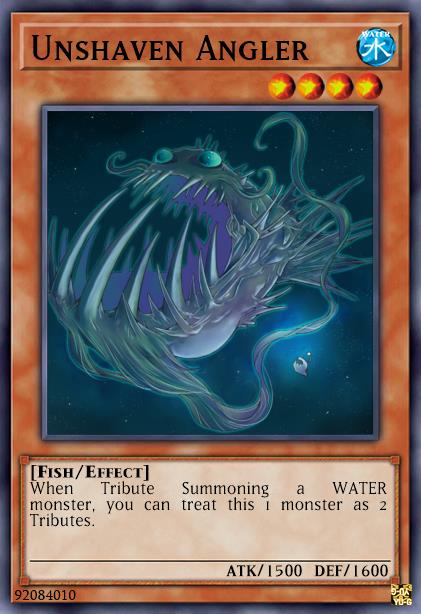 Unshaven Angler
WATER
水
[Fish/Effect]
When Tribute Summoning a WATER
monster, you can treat this 1 monster as 2
Tributes.
ATK/1500 DEF/1600
92084010